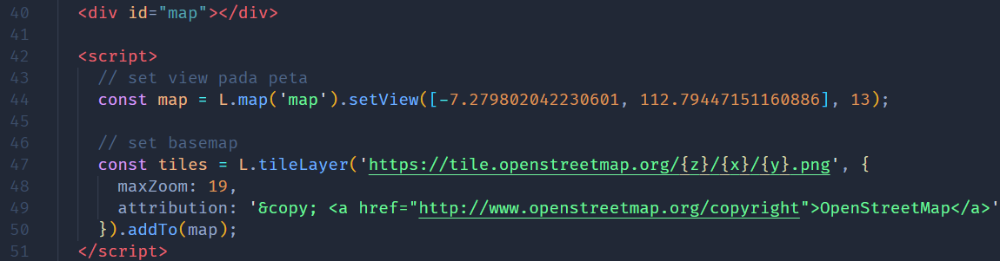 40 <div id="map"></div>
41
42 <script>
43 // set view pada peta
44 const map = L.map('map').setView([-7.279802042230601, 112.79447151160886], 13);
45
46 // set basemap
47 const tiles = L.tileLayer('https://tile.openstreetmap.org/{z}/{x}/{y}.png', {
48 maxZoom: 19,
49 attribution: '&copy; <a href="http://www.openstreetmap.org/copyright">OpenStreetMap</a>'
50 }).addTo(map);
51 </script>